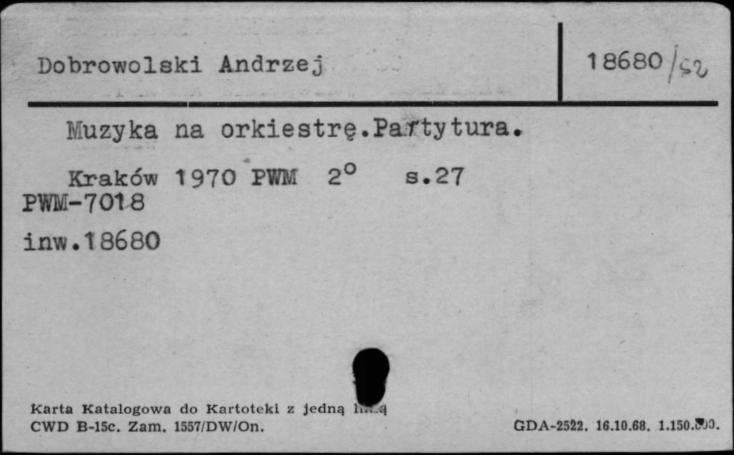 Dobrowolski Andrzej
18680/52
Muzyka na orkiestrę.Partytura.
Kraków 1970 PWM 2° s.27
PWM-7018
inw.18680
Karta Katalogowa do Kartoteki z jedną
CWD B-15c. Zam. 1557/DW/On.
GDA-2522. 16.10.68.